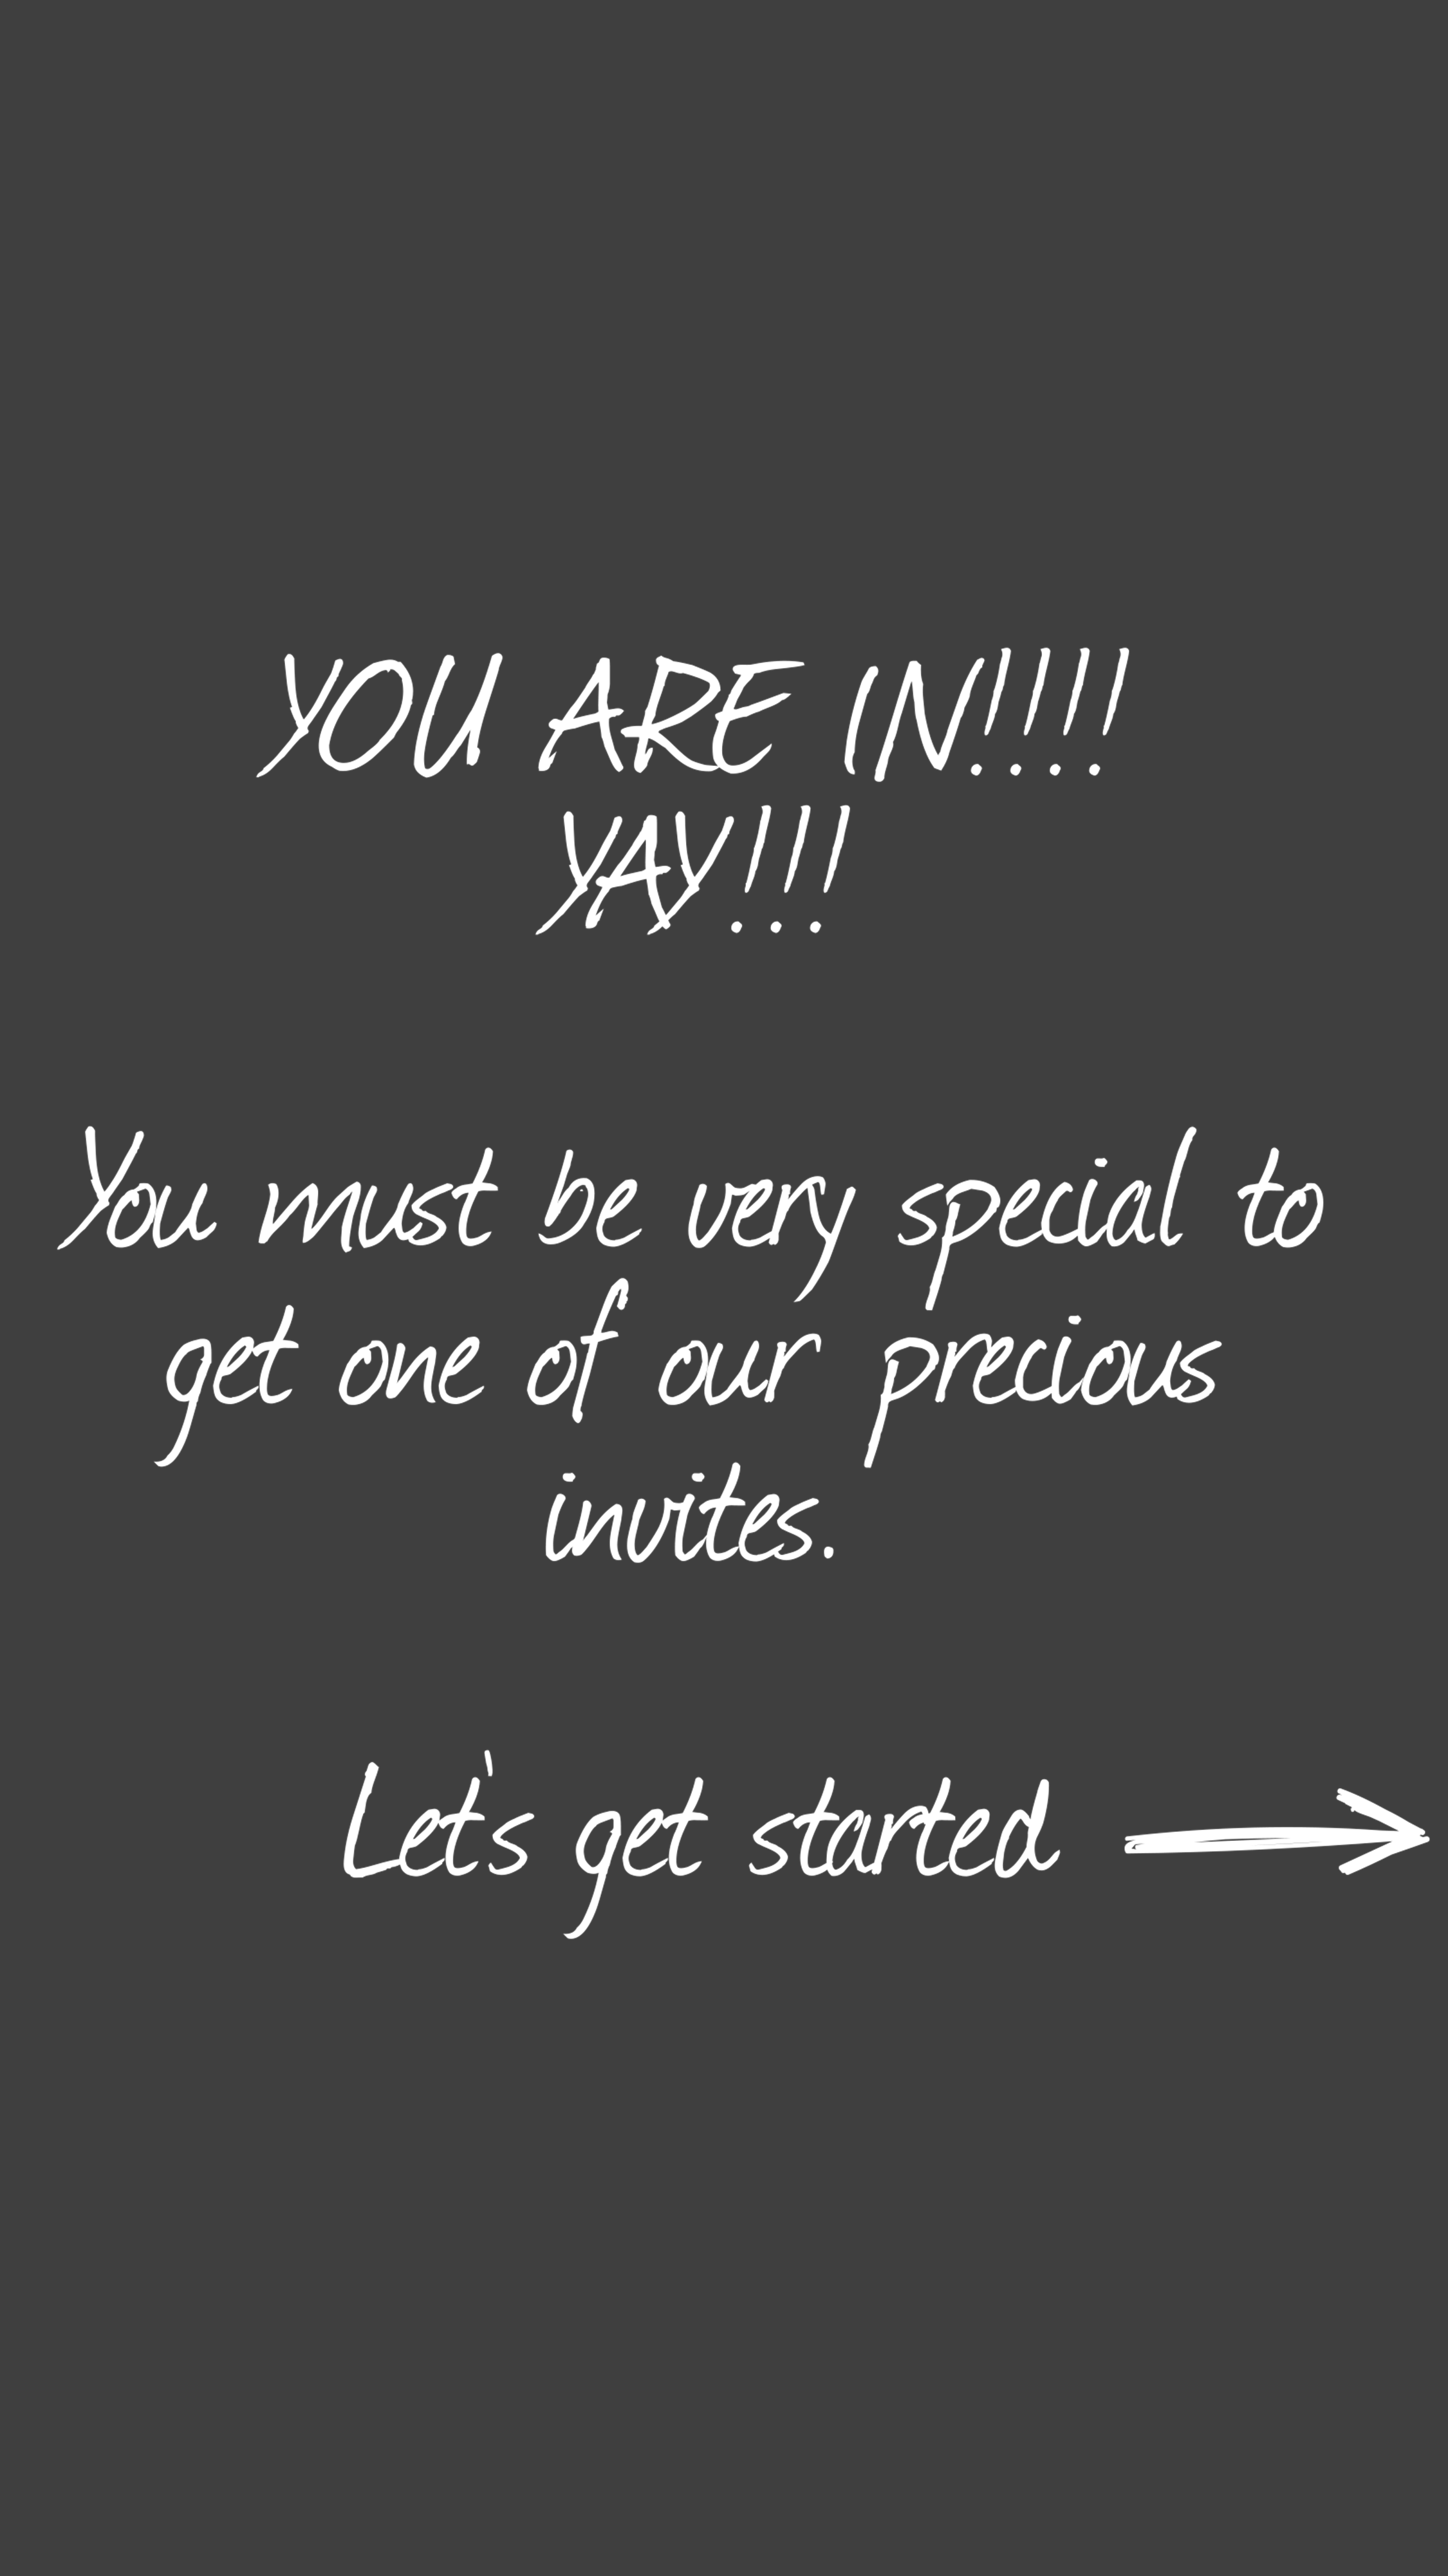 YOU ARE IN!!!!
YAY!!!
You must be very special to
get one of our precious
invites.
Let's get started